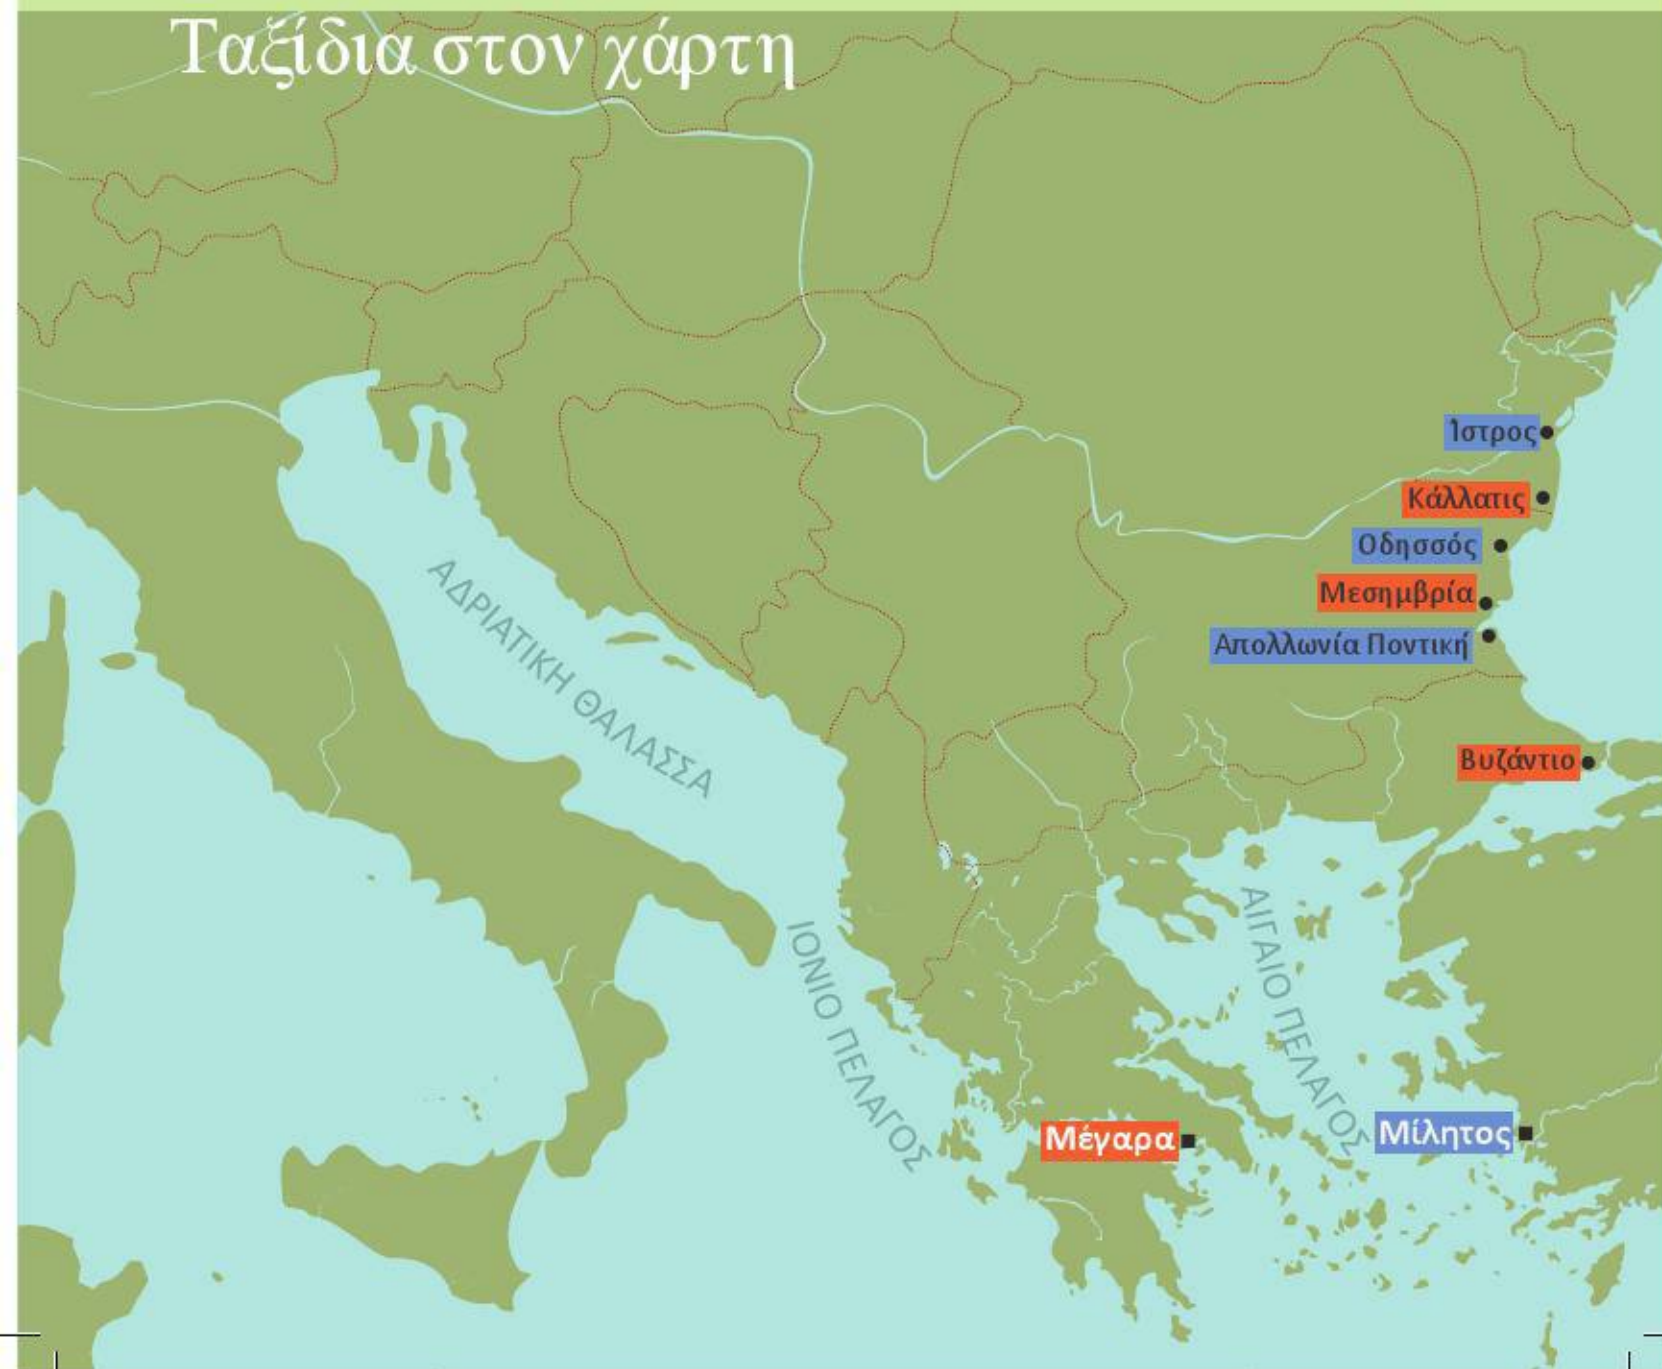 Ταξίδια στον χάρτη
Ίστρος
Κάλλατις
Οδησσός
Μεσημβρία
Απολλωνία Ποντική
ΑΔΡΙΑΤΙΚΗ ΘΑΛΑΣΣΑ
Βυζάντιο
ΙΟΝΙΟ ΠΕΛΑΓΟΣ
ΑΙΓΑΙΟ ΠΕΛΑΓΟΣ
Μέγαρα
Μίλητος